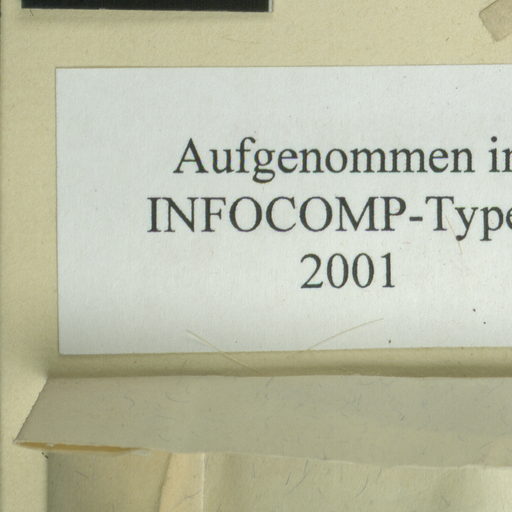 Aufgenommen in
INFOCOMP-Type
2001